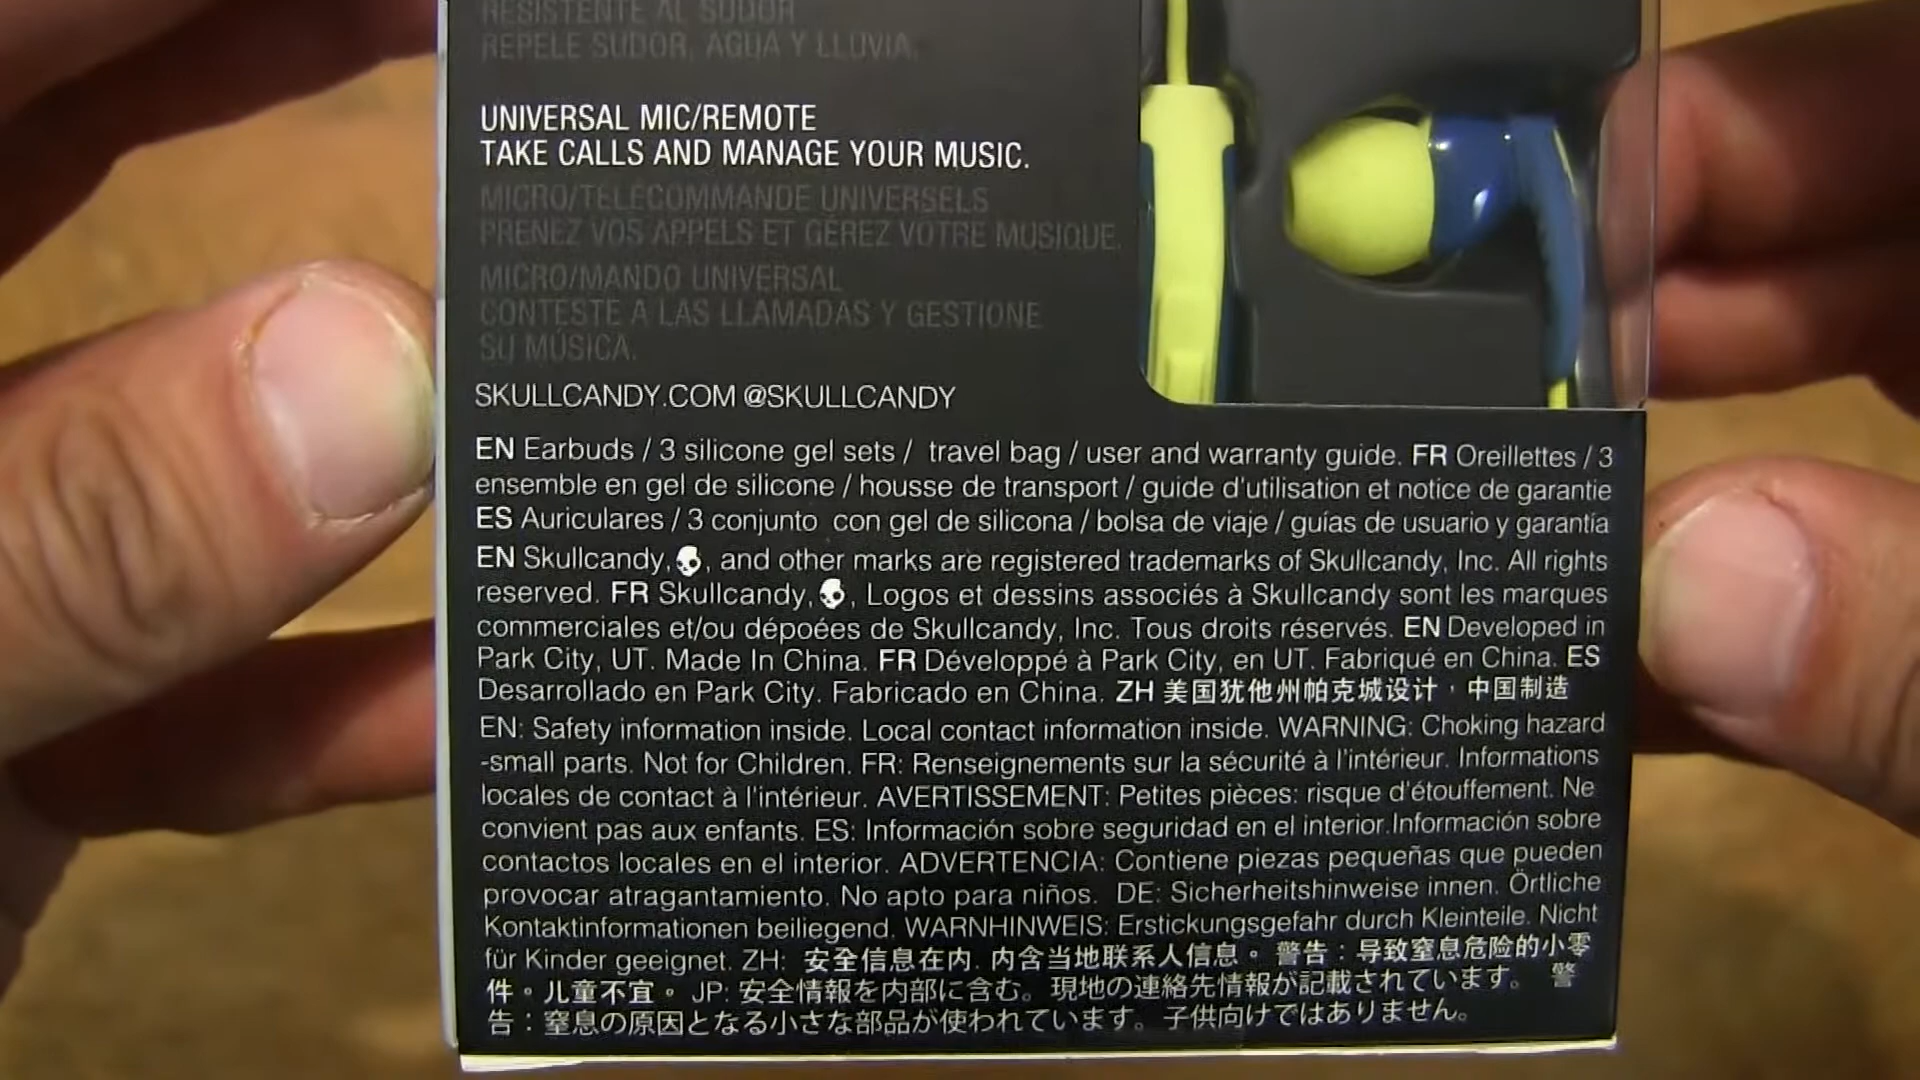 RESISTENTE AL SUDOR
REPELE SUDOR, AGUA Y LLUVIA.
UNIVERSAL MIC/REMOTE
TAKE CALLS AND MANAGE YOUR MUSIC.
MICRO/TÉLÉCOMMANDE UNIVERSELS
PRENEZ VOS APPELS ET GÉREZ VOTRE MUSIQUE.
MICRO/MANDO UNIVERSAL
CONTESTE A LAS LLAMADAS Y GESTIONE
SU MÚSICA.
SKULLCANDY.COM @SKULLCANDY
EN Earbuds / 3 silicone gel sets / travel bag / user and warranty guide. FR Oreillettes / 3
ensemble en gel de silicone / housse de transport / guide d'utilisation et notice de garantie
ES Auriculares / 3 conjunto con gel de silicona / bolsa de viaje / guías de usuario y garantía
EN Skullcandy, , and other marks are registered trademarks of Skullcandy, Inc. All rights
reserved. FR Skullcandy, , Logos et dessins associés à Skullcandy sont les marques
commerciales et/ou dépoées de Skullcandy, Inc. Tous droits réservés. EN Developed in
Park City, UT. Made In China. FR Développé à Park City, en UT. Fabriqué en China. ES
Desarrollado en Park City. Fabricado en China. ZH 美国犹他州帕克城设计，中国制造
EN: Safety information inside. Local contact information inside. WARNING: Choking hazard
-small parts. Not for Children. FR: Renseignements sur la sécurité à l'intérieur. Informations
locales de contact à l'intérieur. AVERTISSEMENT: Petites pièces: risque d'étouffement. Ne
convient pas aux enfants. ES: Información sobre seguridad en el interior.Información sobre
contactos locales en el interior. ADVERTENCIA: Contiene piezas pequeñas que pueden
provocar atragantamiento. No apto para niños. DE: Sicherheitshinweise innen. Örtliche
Kontaktinformationen beiliegend. WARNHINWEIS: Erstickungsgefahr durch Kleinteile. Nicht
für Kinder geeignet. ZH: 安全信息在内. 内含当地联系人信息。 警告：导致窒息危险的小零
件。儿童不宜。 JP: 安全情報を内部に含む。現地の連絡先情報が記載されています。 警
告：窒息の原因となる小さな部品が使われています。子供向けではありません。